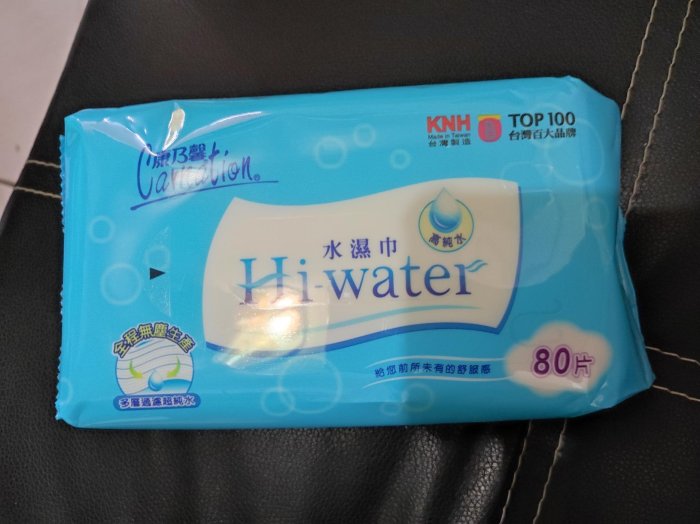 康乃馨
Carnation®
KNH
Made in Taiwan
台灣製造
TOP 100
台灣百大品牌
高純水
水濕巾
Hi-water
全程無塵生產
多層過濾超純水
給您前所未有的舒服感
80片